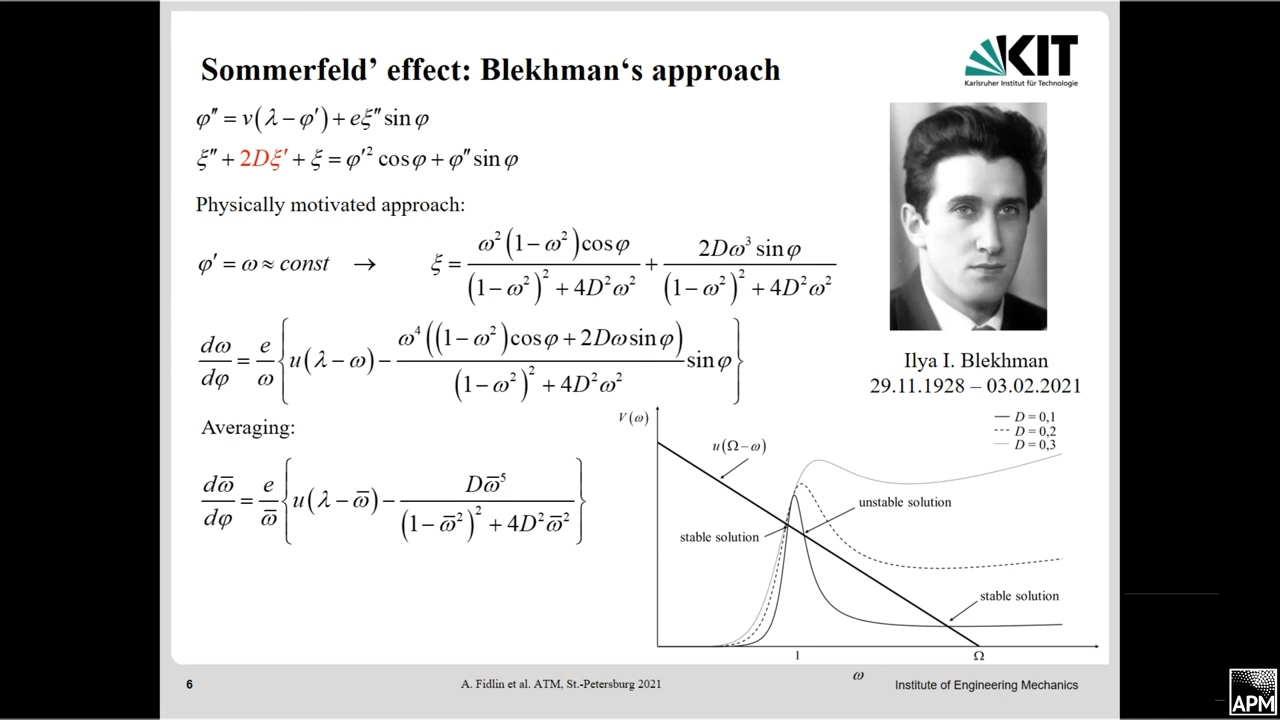 Sommerfeld’ effect: Blekhman‘s approach
KIT
Karlsruher Institut für Technologie
φ″ = ν(λ − φ′) + eξ″ sin φ
ξ″ + 2Dξ′ + ξ = φ′² cos φ + φ″ sin φ
Physically motivated approach:
φ′ = ω ≈ const → ξ = ω²(1 − ω²)cos φ / ((1 − ω²)² + 4D²ω²) + 2Dω³ sin φ / ((1 − ω²)² + 4D²ω²)
dω/dφ = e/ω { u(λ − ω) − ω⁴((1 − ω²)cos φ + 2Dω sin φ) / ((1 − ω²)² + 4D²ω²) sin φ }
Ilya I. Blekhman
29.11.1928 – 03.02.2021
Averaging:
dω̅/dφ = e/ω̅ { u(λ − ω̅) − Dω̅⁵ / ((1 − ω̅²)² + 4D²ω̅²) }
V(ω)
u(Ω−ω)
D = 0,1
D = 0,2
D = 0,3
unstable solution
stable solution
stable solution
1
Ω
ω
6
A. Fidlin et al. ATM, St.-Petersburg 2021
Institute of Engineering Mechanics
APM